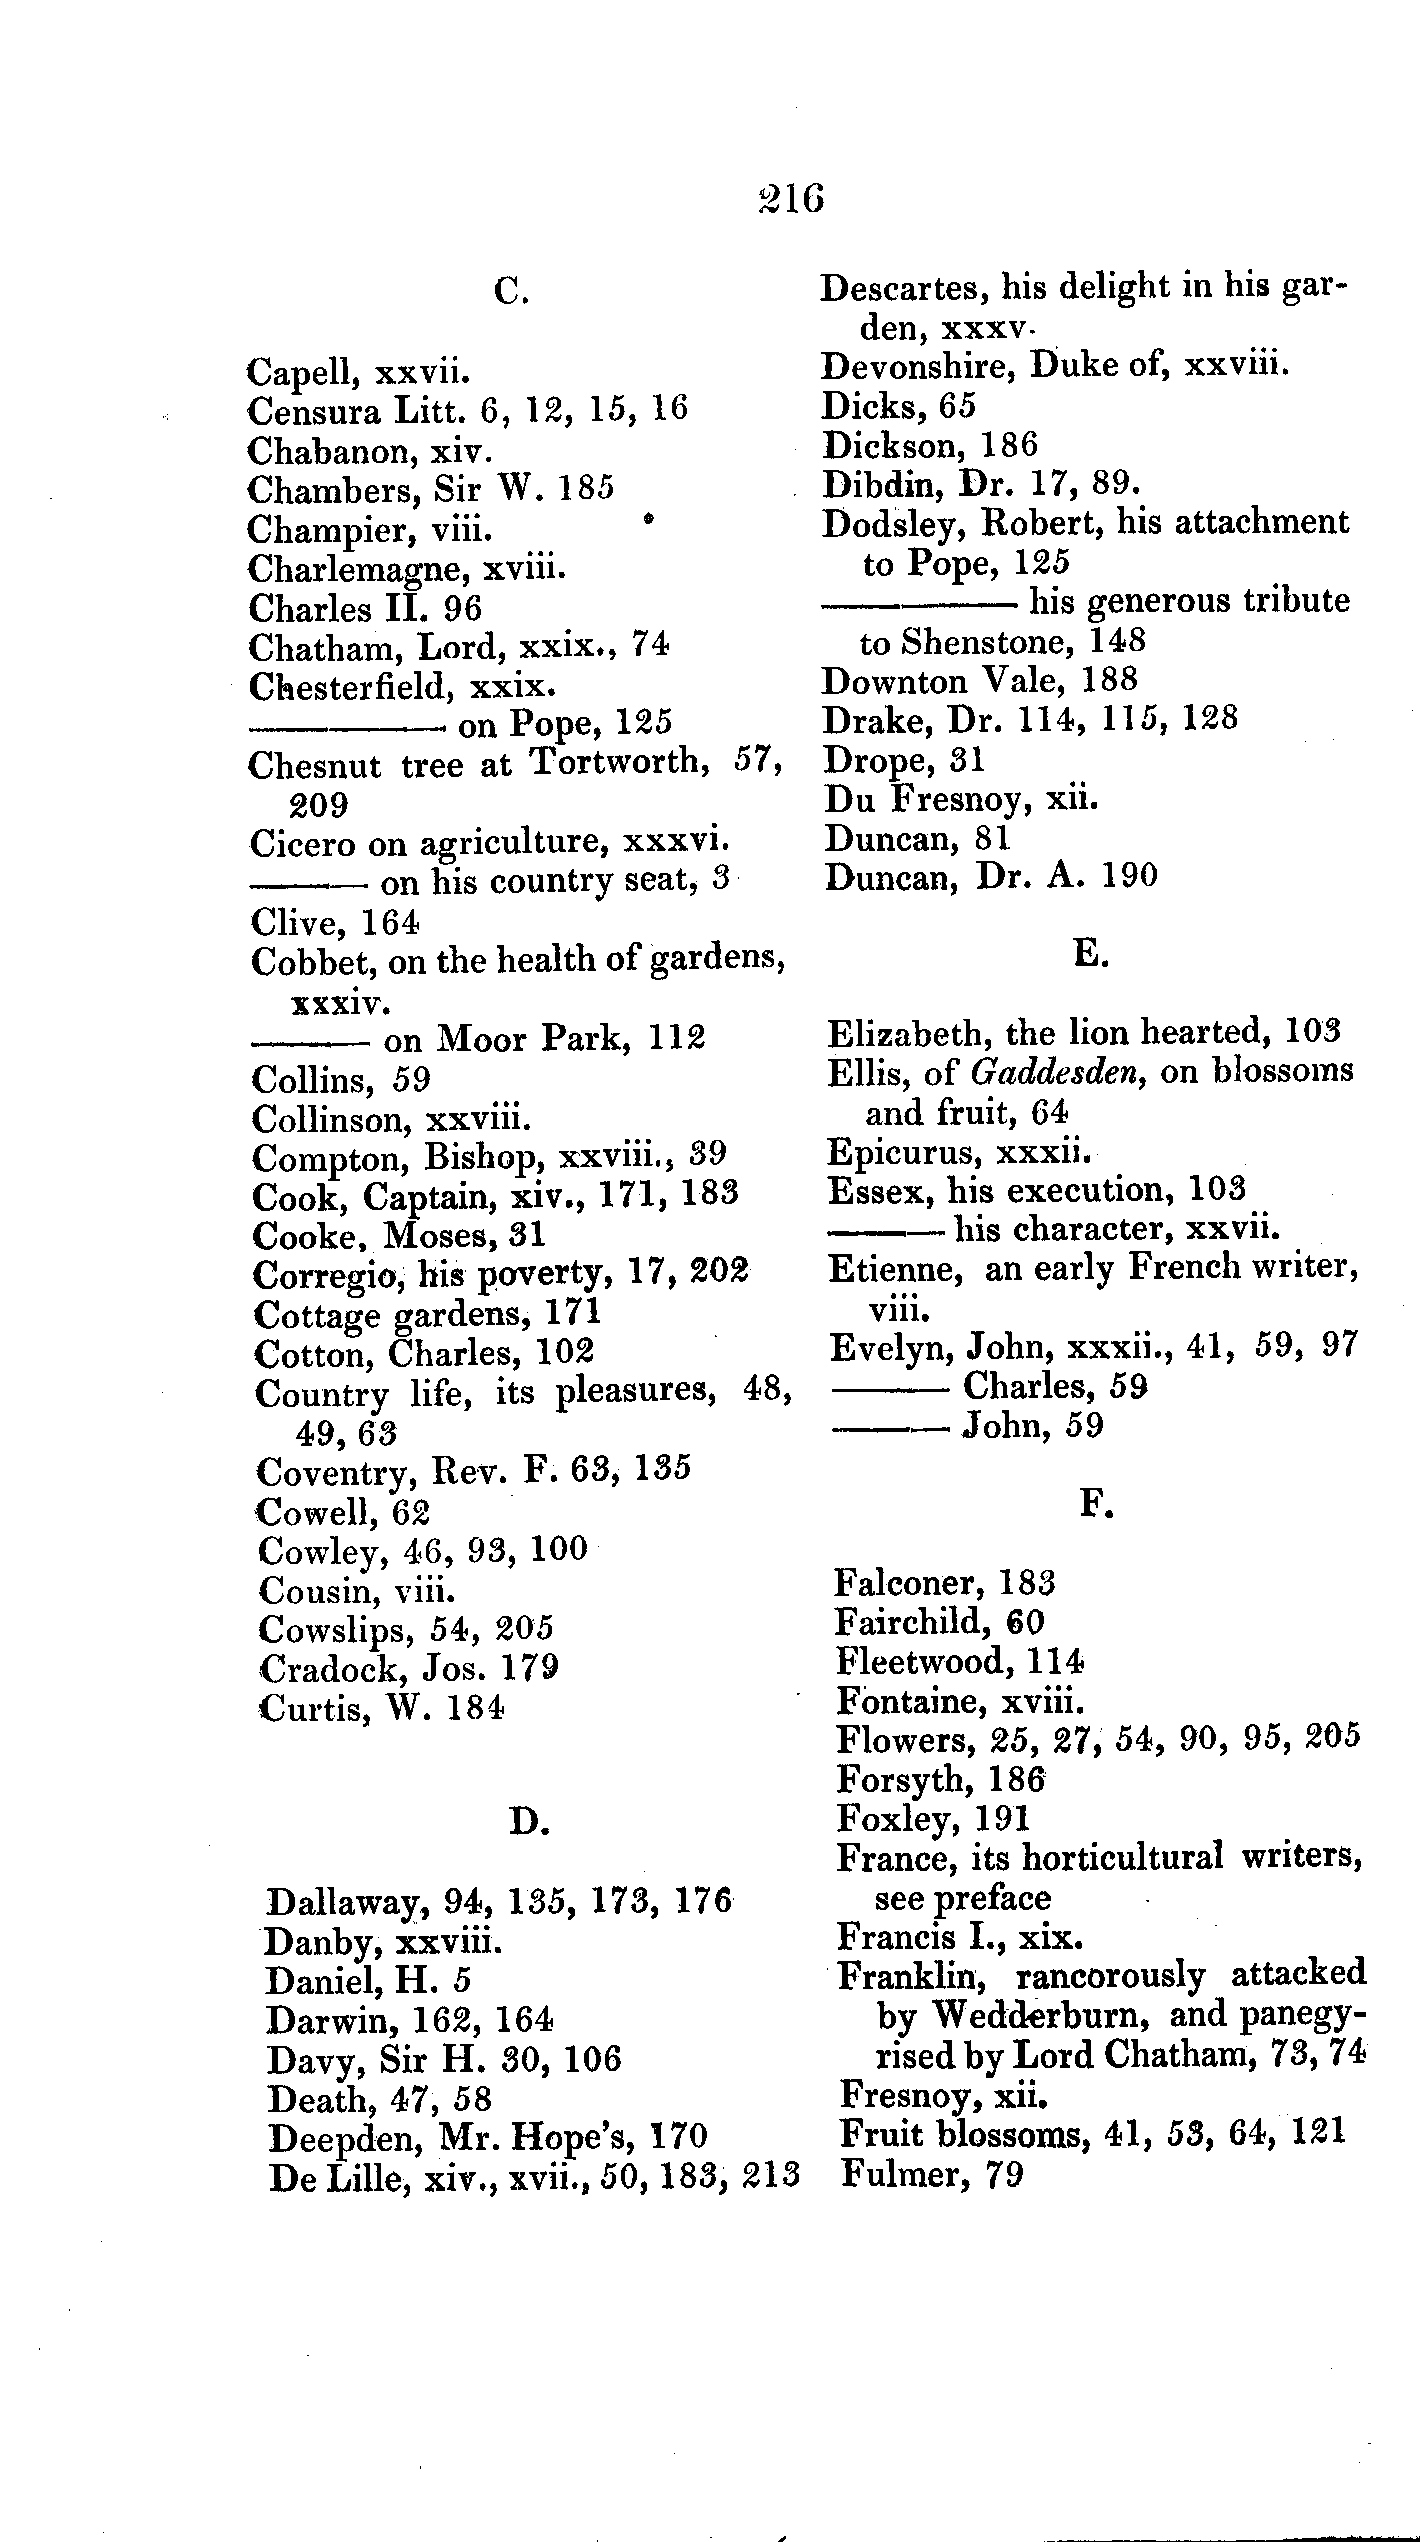 216
C.
Capell, xxvii.
Censura Litt. 6, 12, 15, 16
Chabanon, xiv.
Chambers, Sir W. 185
Champier, viii.
Charlemagne, xviii.
Charles II. 96
Chatham, Lord, xxix., 74
Chesterfield, xxix.
————— on Pope, 125
Chesnut tree at Tortworth, 57,
209
Cicero on agriculture, xxxvi.
——— on his country seat, 3
Clive, 164
Cobbet, on the health of gardens,
xxxiv.
——— on Moor Park, 112
Collins, 59
Collinson, xxviii.
Compton, Bishop, xxviii., 39
Cook, Captain, xiv., 171, 183
Cooke, Moses, 31
Corregio, his poverty, 17, 202
Cottage gardens, 171
Cotton, Charles, 102
Country life, its pleasures, 48,
49, 63
Coventry, Rev. F. 63, 135
Cowell, 62
Cowley, 46, 93, 100
Cousin, viii.
Cowslips, 54, 205
Cradock, Jos. 179
Curtis, W. 184
D.
Dallaway, 94, 135, 173, 176
Danby, xxviii.
Daniel, H. 5
Darwin, 162, 164
Davy, Sir H. 30, 106
Death, 47, 58
Deepden, Mr. Hope's, 170
De Lille, xiv., xvii., 50, 183, 213
Descartes, his delight in his gar-
den, xxxv.
Devonshire, Duke of, xxviii.
Dicks, 65
Dickson, 186
Dibdin, Dr. 17, 89.
Dodsley, Robert, his attachment
to Pope, 125
————— his generous tribute
to Shenstone, 148
Downton Vale, 188
Drake, Dr. 114, 115, 128
Drope, 31
Du Fresnoy, xii.
Duncan, 81
Duncan, Dr. A. 190
E.
Elizabeth, the lion hearted, 103
Ellis, of Gaddesden, on blossoms
and fruit, 64
Epicurus, xxxii.
Essex, his execution, 103
——— his character, xxvii.
Etienne, an early French writer,
viii.
Evelyn, John, xxxii., 41, 59, 97
——— Charles, 59
——— John, 59
F.
Falconer, 183
Fairchild, 60
Fleetwood, 114
Fontaine, xviii.
Flowers, 25, 27, 54, 90, 95, 205
Forsyth, 186
Foxley, 191
France, its horticultural writers,
see preface
Francis I., xix.
Franklin, rancorously attacked
by Wedderburn, and panegy-
rised by Lord Chatham, 73, 74
Fresnoy, xii.
Fruit blossoms, 41, 53, 64, 121
Fulmer, 79